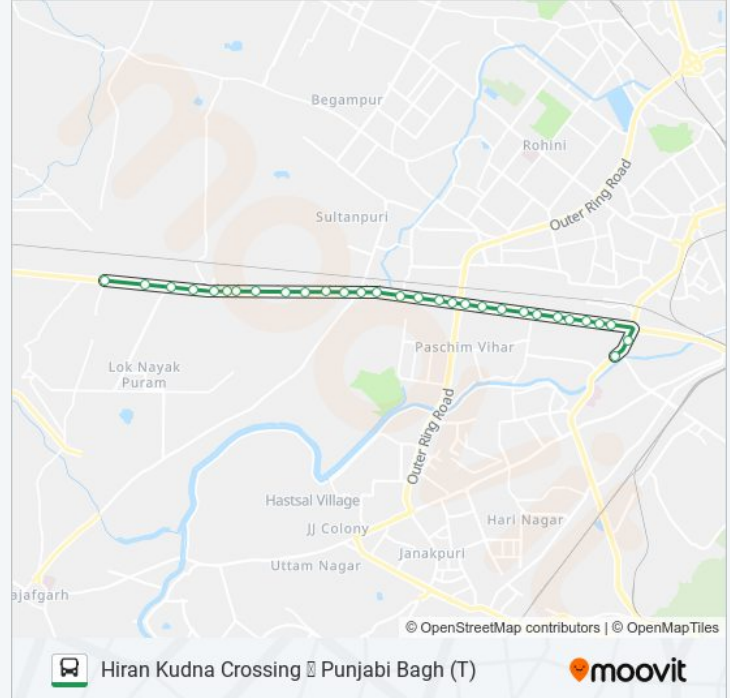 Begampur
Rohini
Outer Ring Road
Sultanpuri
Lok Nayak
Puram
Paschim Vihar
Outer Ring Road
Hastsal Village
JJ Colony
Hari Nagar
Janakpuri
Uttam Nagar
ajafgarh
© OpenStreetMap contributors | © OpenMapTiles
Hiran Kudna Crossing  Punjabi Bagh (T)
moovit